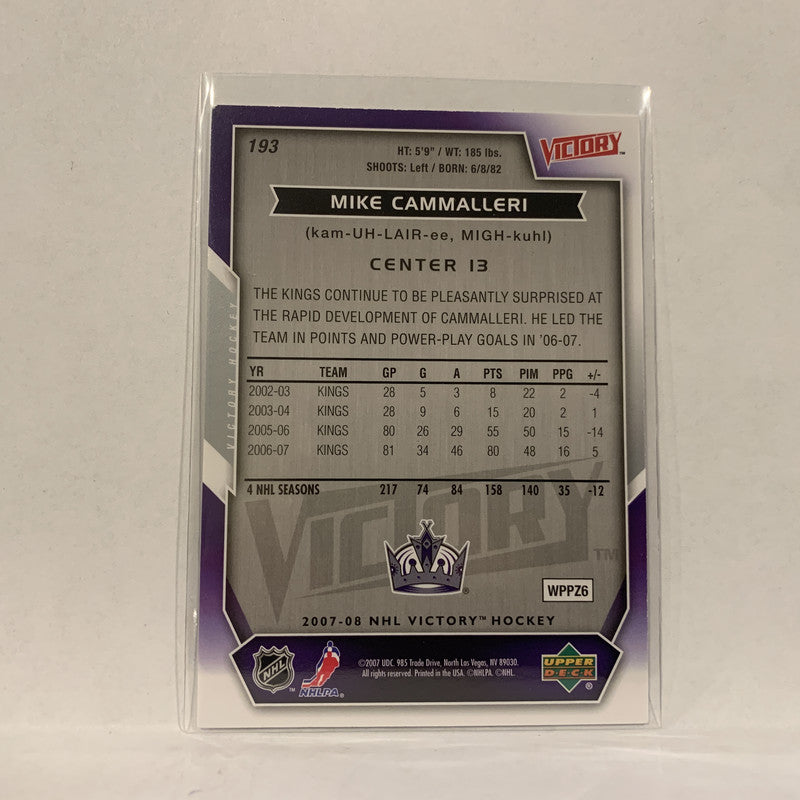 193
HT: 5'9" / WT: 185 lbs.
SHOOTS: Left / BORN: 6/8/82
VICTORY™
MIKE CAMMALLERI
(kam-UH-LAIR-ee, MIGH-kuhl)
CENTER 13
THE KINGS CONTINUE TO BE PLEASANTLY SURPRISED AT
THE RAPID DEVELOPMENT OF CAMMALLERI. HE LED THE
TEAM IN POINTS AND POWER-PLAY GOALS IN '06-07.
VICTORY HOCKEY
YR TEAM GP G A PTS PIM PPG +/-
2002-03 KINGS 28 5 3 8 22 2 -4
2003-04 KINGS 28 9 6 15 20 2 1
2005-06 KINGS 80 26 29 55 50 15 -14
2006-07 KINGS 81 34 46 80 48 16 5
4 NHL SEASONS 217 74 84 158 140 35 -12
VICTORY™
®
WPPZ6
2007-08 NHL VICTORY™ HOCKEY
NHL™
NHLPA.
©2007 UDC. 985 Trade Drive, North Las Vegas, NV 89030.
All rights reserved. Printed in the USA. ©NHLPA. ©NHL.
UPPER
DECK®